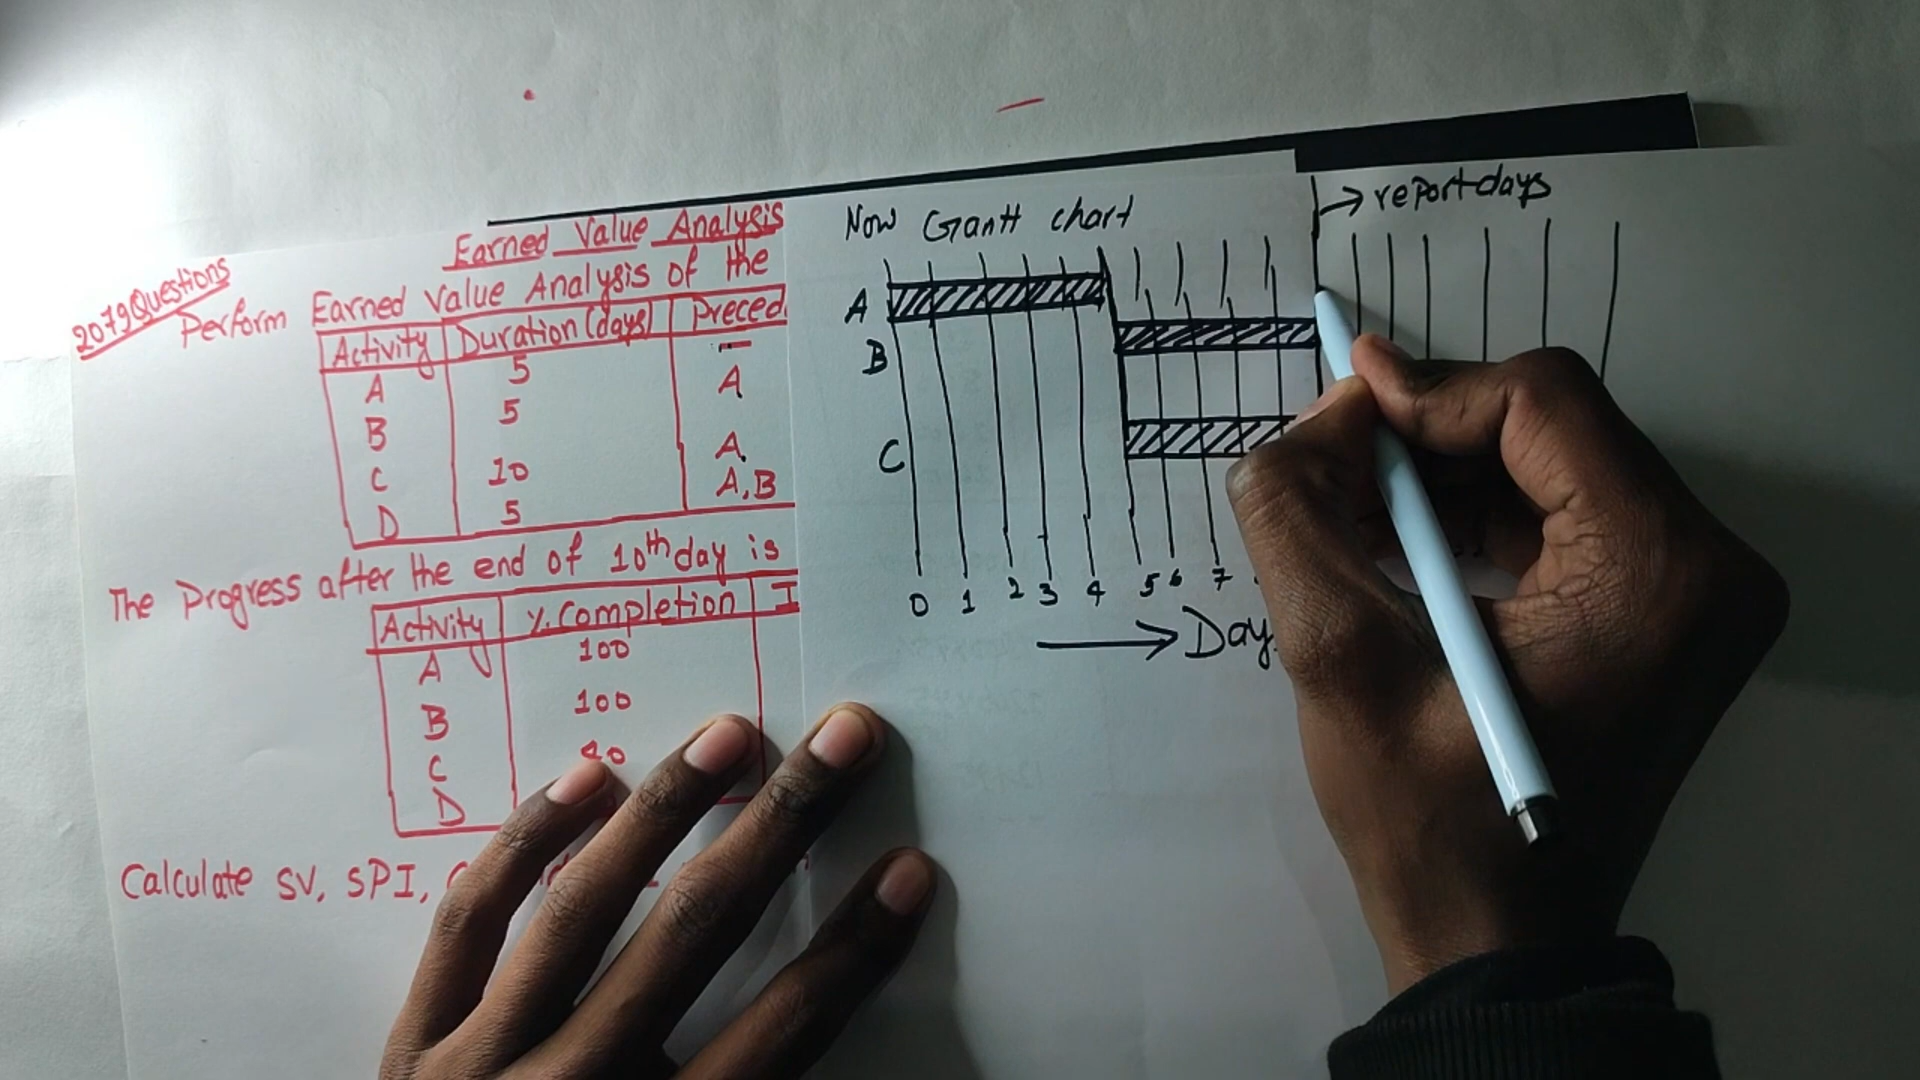 Earned Value Analysis
2079 Questions
Perform Earned Value Analysis of the
Activity Duration (days) Preced
A 5 -
B 5 A
C 10 A
D 5 A,B
The Progress after the end of 10th day is
Activity %.Completion I
A 100
B 100
C 40
D
Calculate SV, SPI,
Now Gantt chart
→ report days
A
B
C
0 1 2 3 4 5 6 7
→ Day